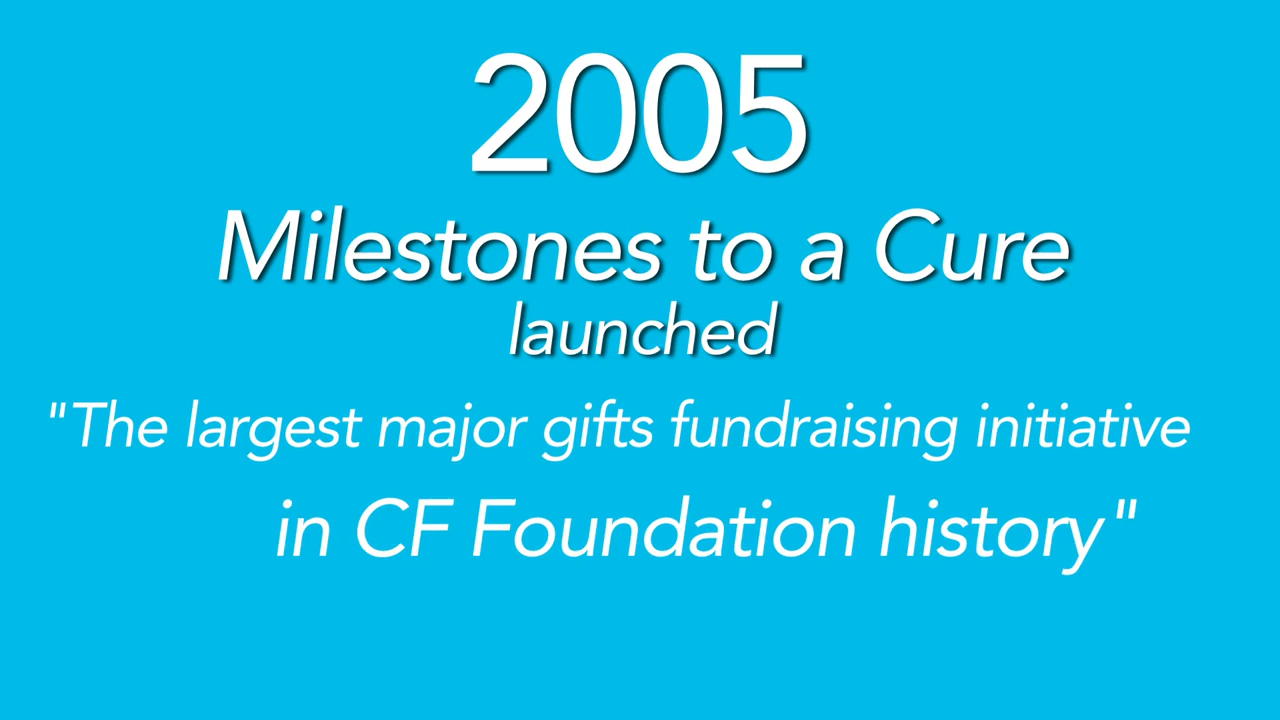 2005
Milestones to a Cure
launched
"The largest major gifts fundraising initiative
in CF Foundation history"